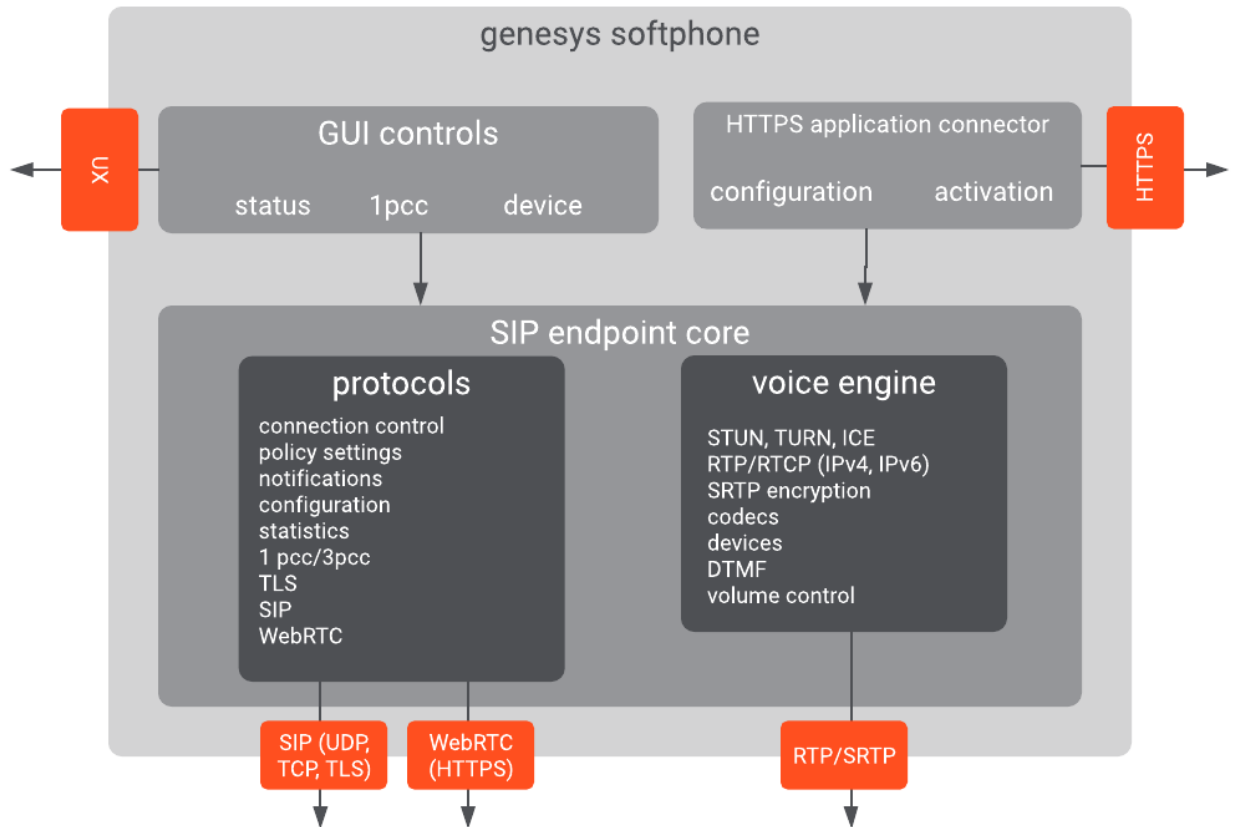 genesys softphone
GUI controls
status 1pcc device
UX
HTTPS application connector
configuration activation
HTTPS
SIP endpoint core
protocols
connection control
policy settings
notifications
configuration
statistics
1 pcc/3pcc
TLS
SIP
WebRTC
voice engine
STUN, TURN, ICE
RTP/RTCP (IPv4, IPv6)
SRTP encryption
codecs
devices
DTMF
volume control
SIP (UDP,
TCP, TLS)
WebRTC
(HTTPS)
RTP/SRTP